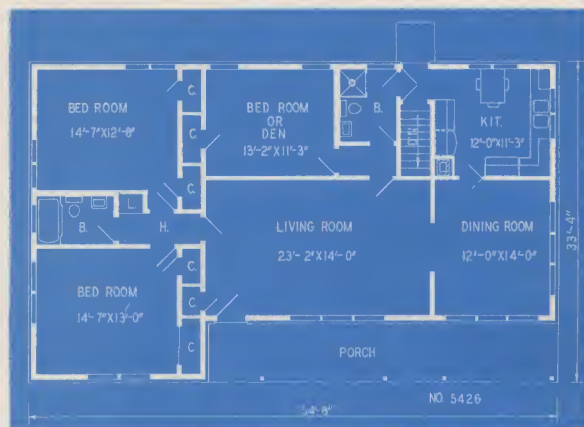 BED ROOM
14'-7"X12'-8"
C.
C.
C.
BED ROOM
OR
DEN
13'-2"X11'-3"
B.
KIT.
12'-0"X11'-3"
L.
B.
H.
LIVING ROOM
23'-2"X14'-0"
DINING ROOM
12'-0"X14'-0"
33'-4"
BED ROOM
14'-7"X13'-0"
C.
C.
C.
PORCH
NO. 5426
54'-8"